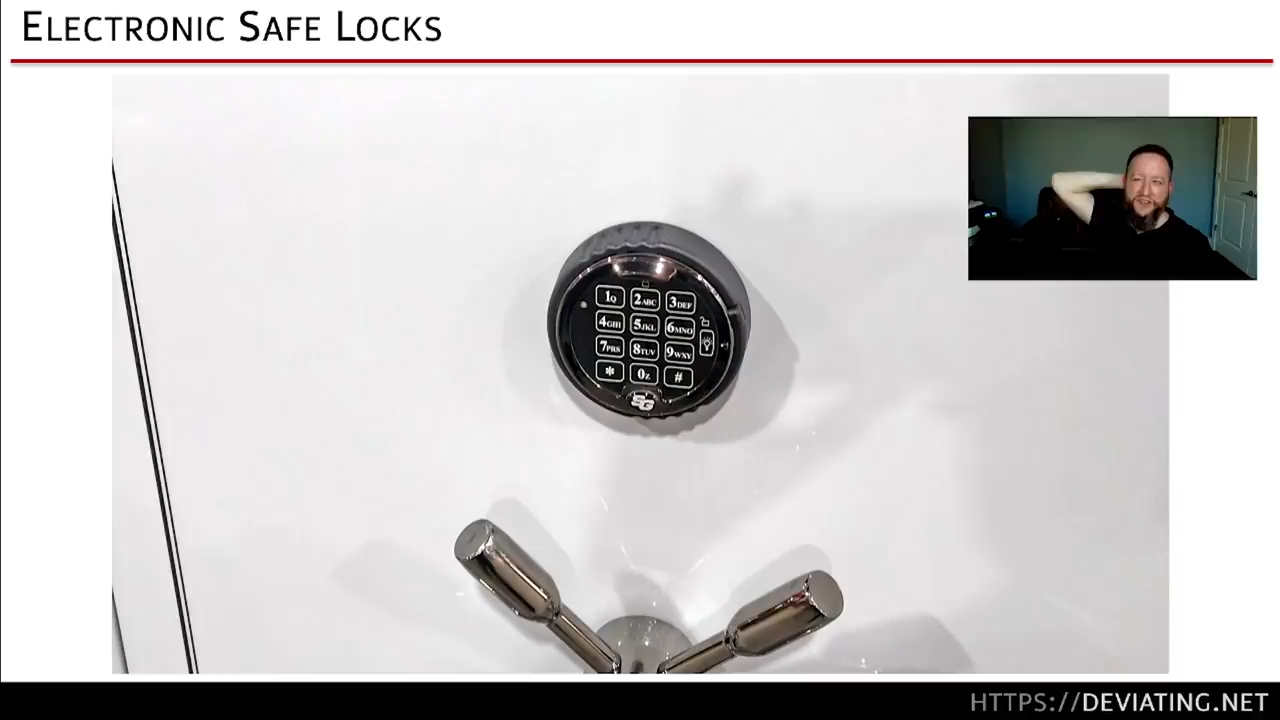 ELECTRONIC SAFE LOCKS
1Q 2ABC 3DEF
4GHI 5JKL 6MNO
7PRS 8TUV 9WXY
* 0Z #
SG
HTTPS://DEVIATING.NET